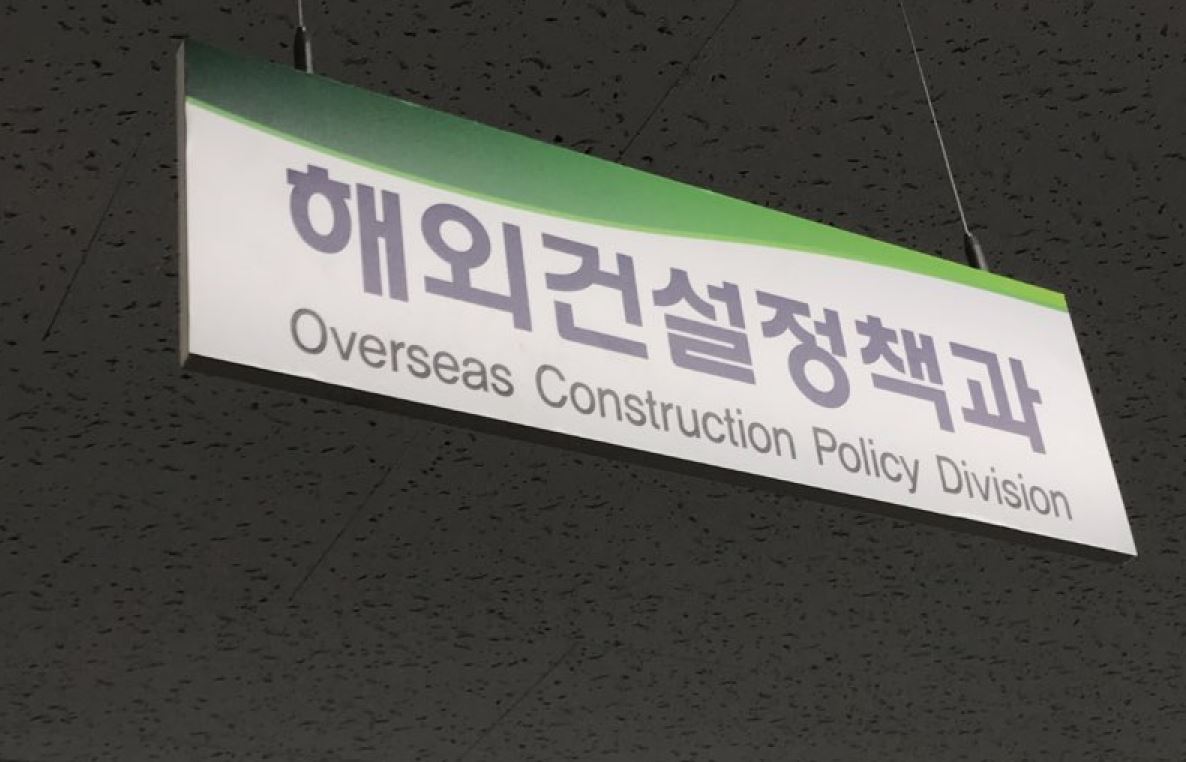 해외건설정책과
Overseas Construction Policy Division